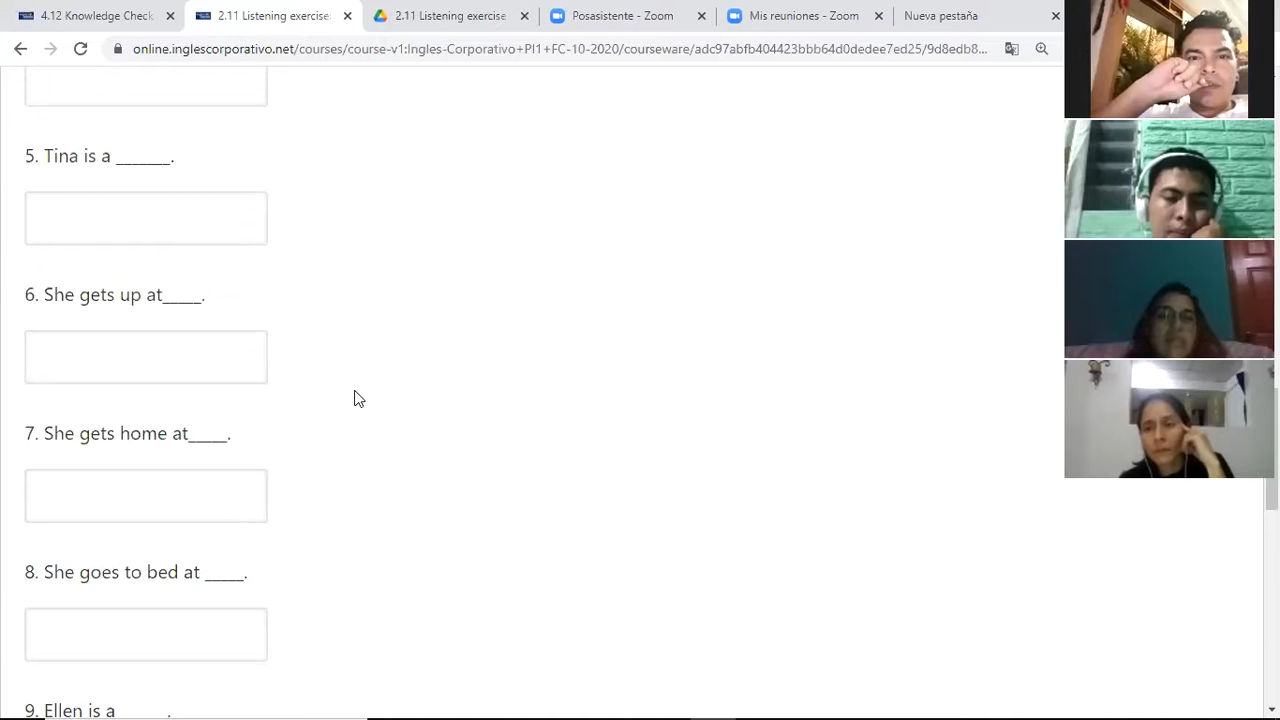 4.12 Knowledge Check
2.11 Listening exercise
2.11 Listening exercise
Posasistente - Zoom
Mis reuniones - Zoom
Nueva pestaña
online.inglescorporativo.net/courses/course-v1:Ingles-Corporativo+PI1+FC-10-2020/courseware/adc97abfb404423bbb64d0dedee7ed25/9d8edb8...
5. Tina is a _______.
6. She gets up at_____.
7. She gets home at_____.
8. She goes to bed at _____.
9. Ellen is a _______.